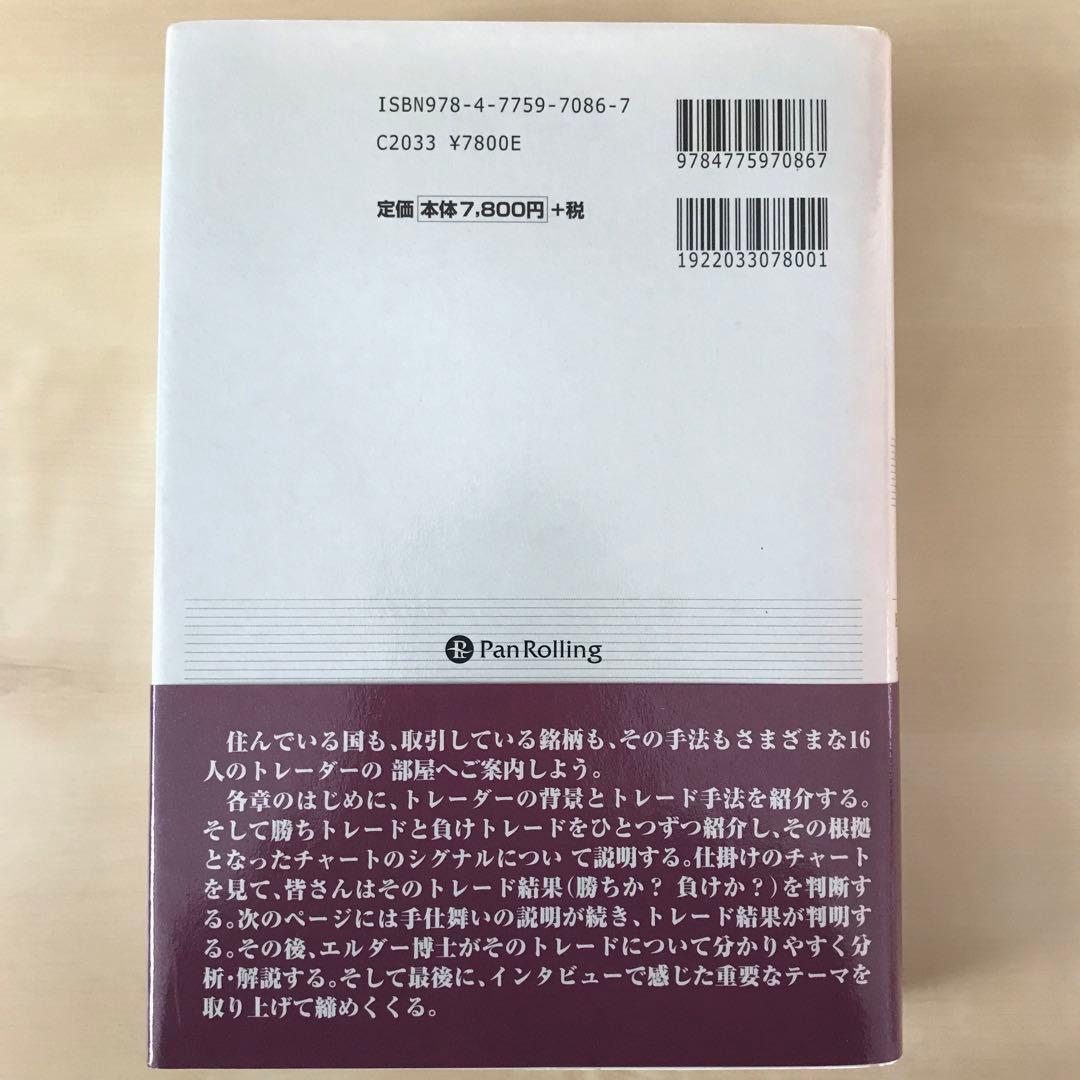 ISBN978-4-7759-7086-7
C2033 ¥7800E
9784775970867
定価 本体7,800円 +税
1922033078001
PanRolling
住んでいる国も、取引している銘柄も、その手法もさまざまな16
人のトレーダーの 部屋へご案内しよう。
各章のはじめに、トレーダーの背景とトレード手法を紹介する。
そして勝ちトレードと負けトレードをひとつずつ紹介し、その根拠
となったチャートのシグナルについ て説明する。仕掛けのチャート
を見て、皆さんはそのトレード結果(勝ちか? 負けか?)を判断す
る。次のページには手仕舞いの説明が続き、トレード結果が判明す
る。その後、エルダー博士がそのトレードについて分かりやすく分
析・解説する。そして最後に、インタビューで感じた重要なテーマを
取り上げて締めくくる。